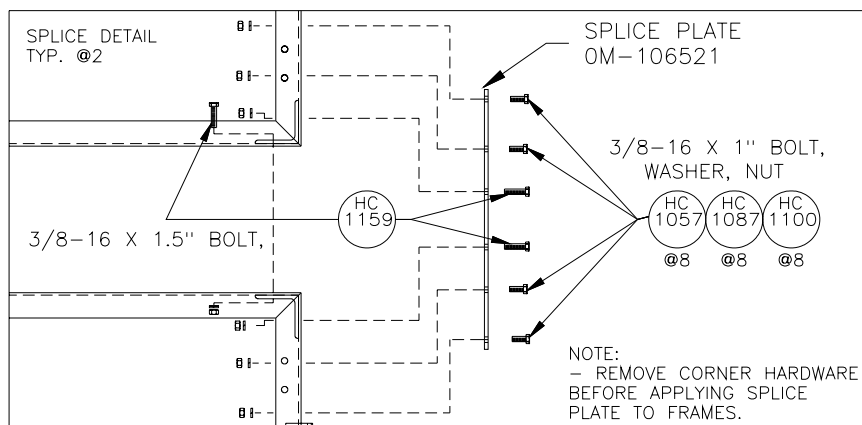 SPLICE DETAIL
TYP. @2
SPLICE PLATE
0M-106521
3/8-16 X 1" BOLT,
WASHER, NUT
HC
1057
HC
1087
HC
1100
@8
@8
@8
HC
1159
3/8-16 X 1.5" BOLT,
NOTE:
- REMOVE CORNER HARDWARE
BEFORE APPLYING SPLICE
PLATE TO FRAMES.